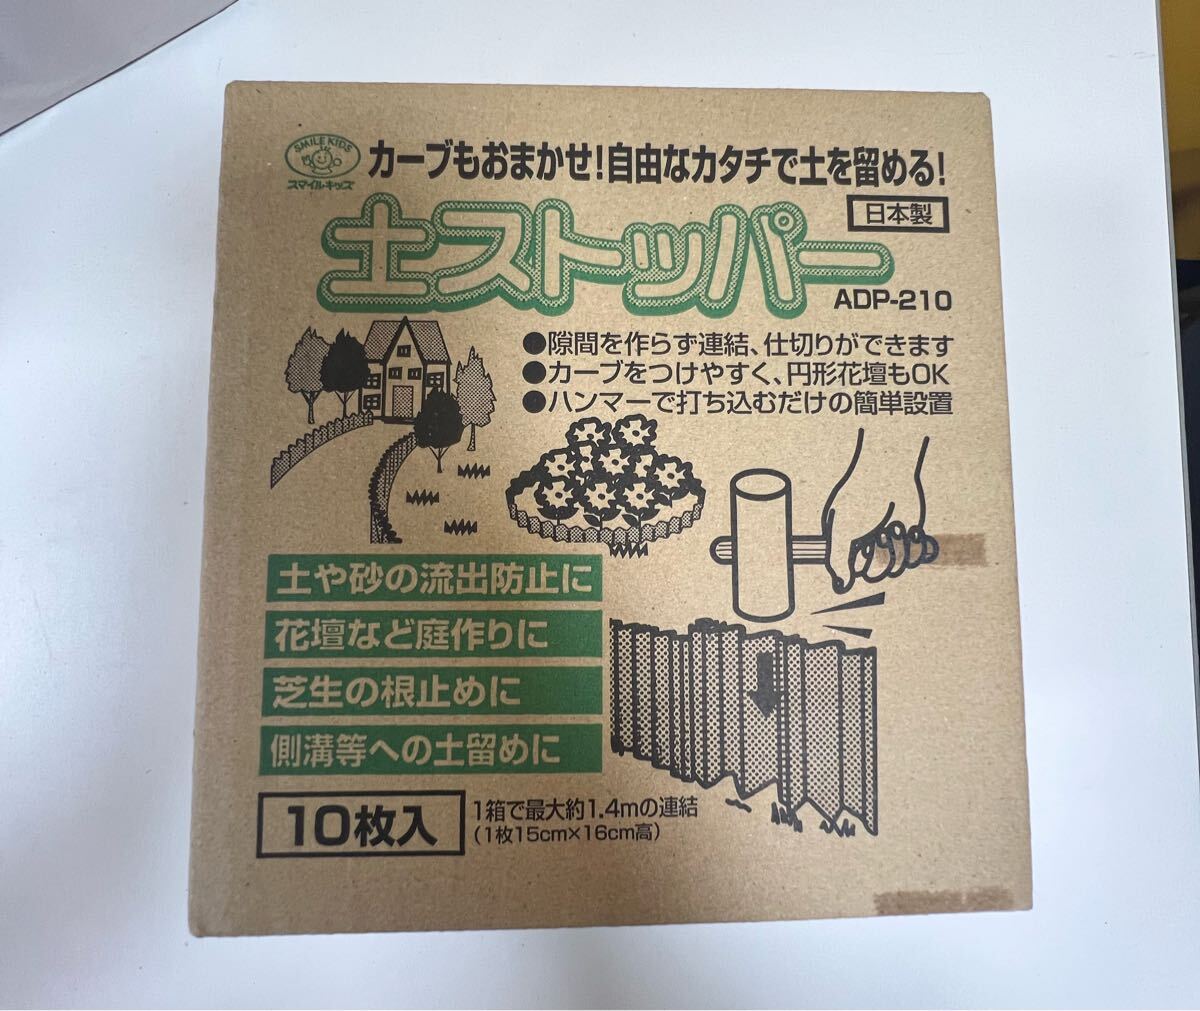 SMILE KIDS
スマイルキッズ
カーブもおまかせ!自由なカタチで土を留める!
日本製
土ストッパー
ADP-210
●隙間を作らず連結、仕切りができます
●カーブをつけやすく、円形花壇もOK
●ハンマーで打ち込むだけの簡単設置
土や砂の流出防止に
花壇など庭作りに
芝生の根止めに
側溝等への土留めに
10枚入
1箱で最大約1.4mの連結
(1枚15cm×16cm高)